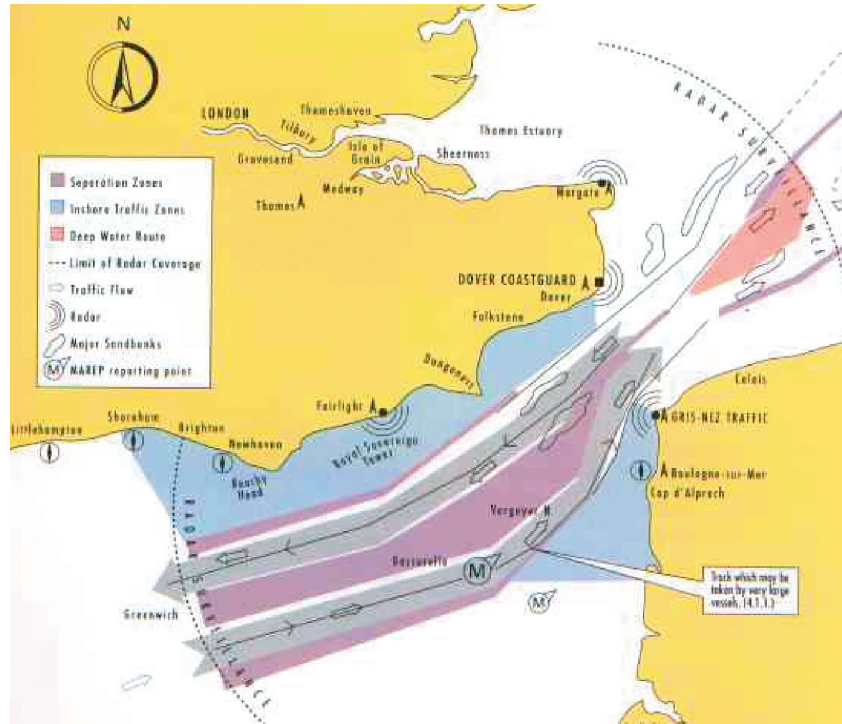 N
RADAR SURVEILLANCE
LONDON
Thameshaven
Tilbury
Thames Estuary
Gravesend
Isle of
Grain
Sheerness
Medway
Thames
Margate
Separation Zones
Inshore Traffic Zones
Deep Water Route
Limit of Radar Coverage
Traffic Flow
Radar
Major Sandbanks
M MAREP reporting point
DOVER COASTGUARD
Dover
Folkstone
Dungeness
Calais
Fairlight
GRIS-NEZ TRAFFIC
Littlehampton
Shoreham
Brighton
Newhaven
Royal Sovereign
Tower
Beachy
Head
Boulogne-sur-Mer
Cap d'Alprech
Vergoyer N
Bassurelle
M
M
Track which may be
taken by very large
vessels. (4.1.1.)
Greenwich
RADAR SURVEILLANCE